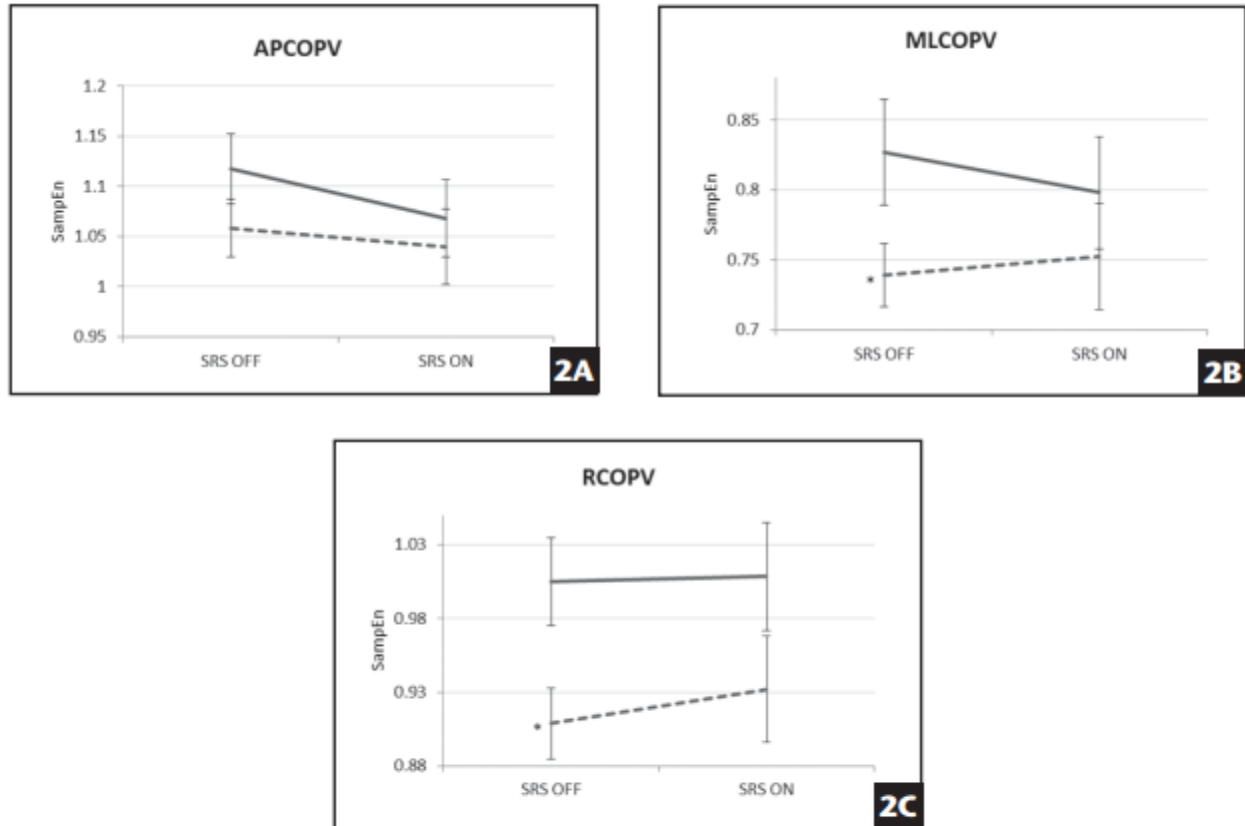 APCOPV
1.2
1.15
1.1
1.05
1
0.95
SampEn
SRS OFF
SRS ON
2A
MLCOPV
0.85
0.8
0.75
0.7
SampEn
*
SRS OFF
SRS ON
2B
RCOPV
1.03
0.98
0.93
0.88
SampEn
*
SRS OFF
SRS ON
2C